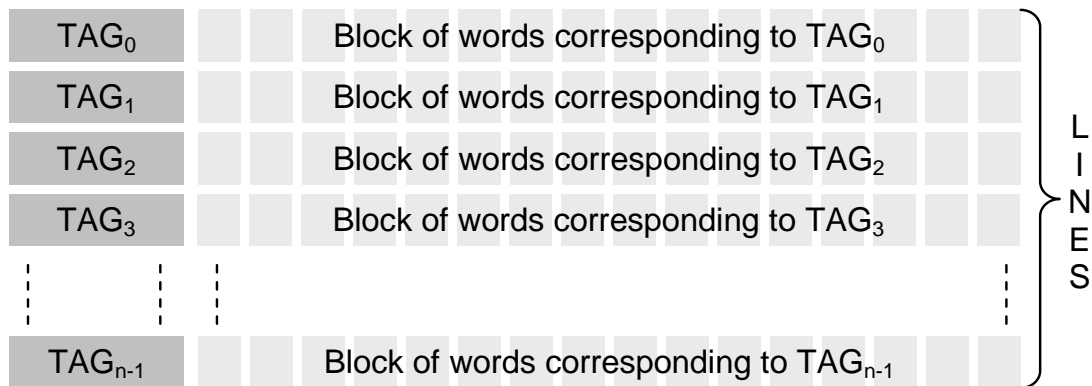 TAG₀ Block of words corresponding to TAG₀
TAG₁ Block of words corresponding to TAG₁
TAG₂ Block of words corresponding to TAG₂
TAG₃ Block of words corresponding to TAG₃
TAGₙ₋₁ Block of words corresponding to TAGₙ₋₁
L
I
N
E
S